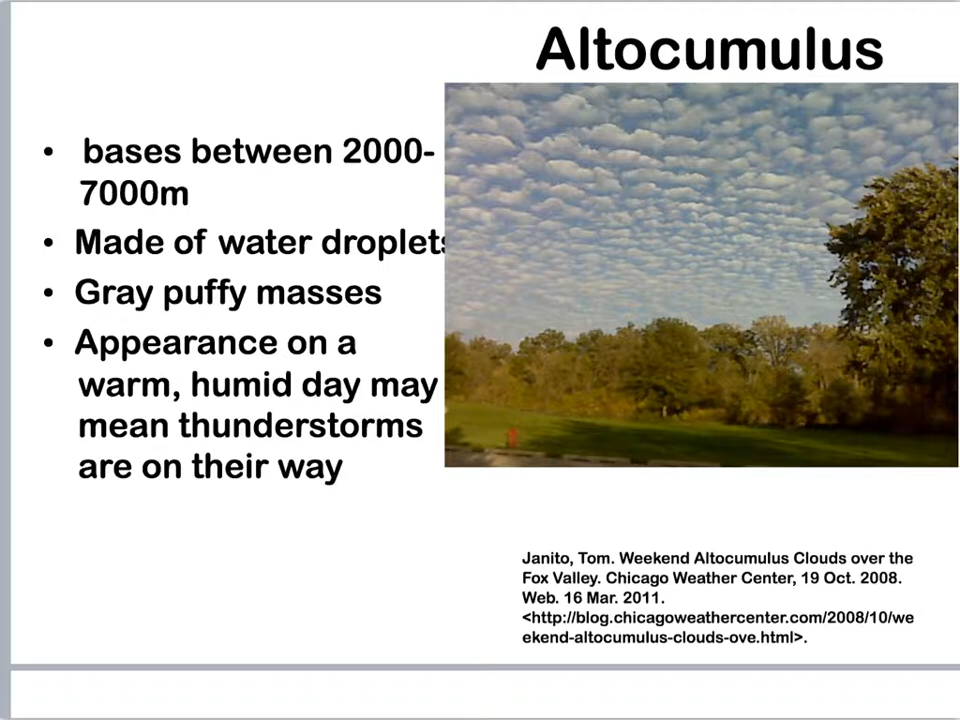 Altocumulus
• bases between 2000-
7000m
• Made of water droplets
• Gray puffy masses
• Appearance on a
warm, humid day may
mean thunderstorms
are on their way
Janito, Tom. Weekend Altocumulus Clouds over the
Fox Valley. Chicago Weather Center, 19 Oct. 2008.
Web. 16 Mar. 2011.
<http://blog.chicagoweathercenter.com/2008/10/we
ekend-altocumulus-clouds-ove.html>.